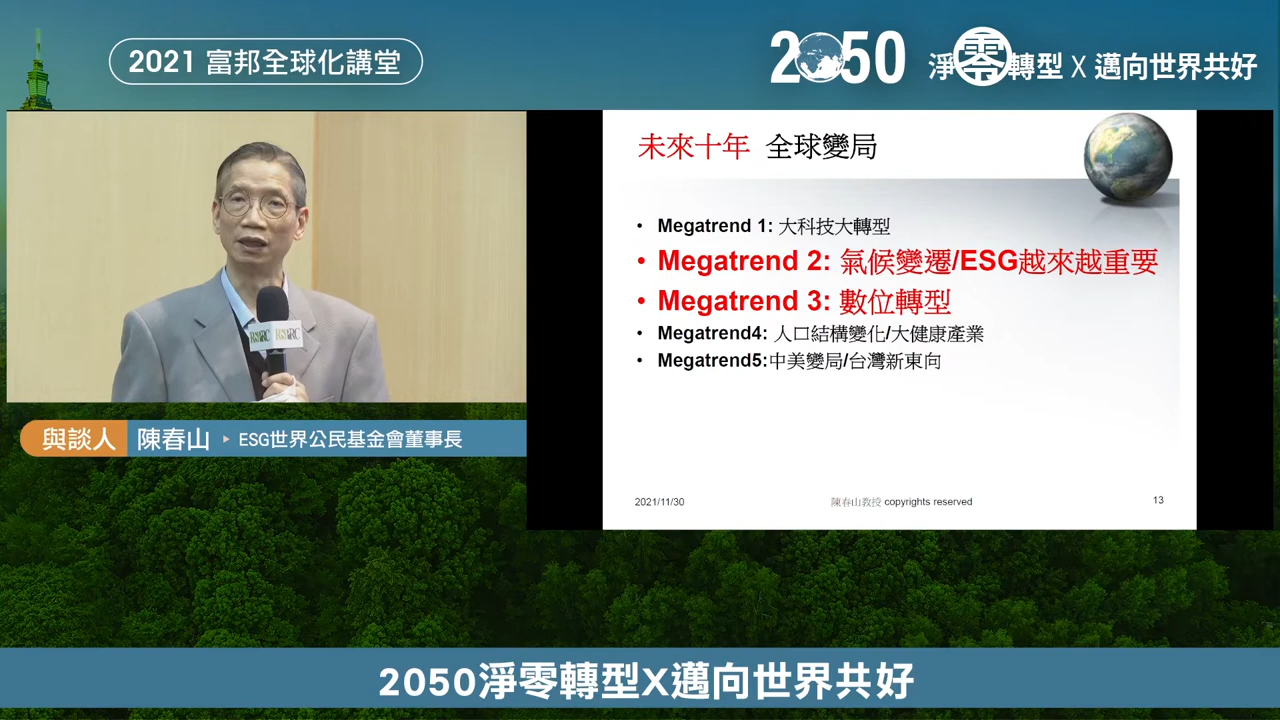 2021 富邦全球化講堂
2050 淨零轉型 X 邁向世界共好
未來十年 全球變局
• Megatrend 1: 大科技大轉型
• Megatrend 2: 氣候變遷/ESG越來越重要
• Megatrend 3: 數位轉型
• Megatrend4: 人口結構變化/大健康產業
• Megatrend5:中美變局/台灣新東向
2021/11/30
陳春山教授 copyrights reserved
13
與談人 陳春山 ESG世界公民基金會董事長
2050淨零轉型X邁向世界共好